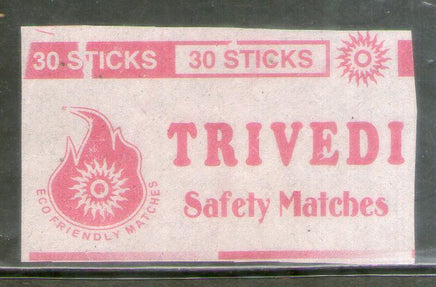 30 STICKS 30 STICKS
TRIVEDI
Safety Matches
ECO FRIENDLY MATCHES